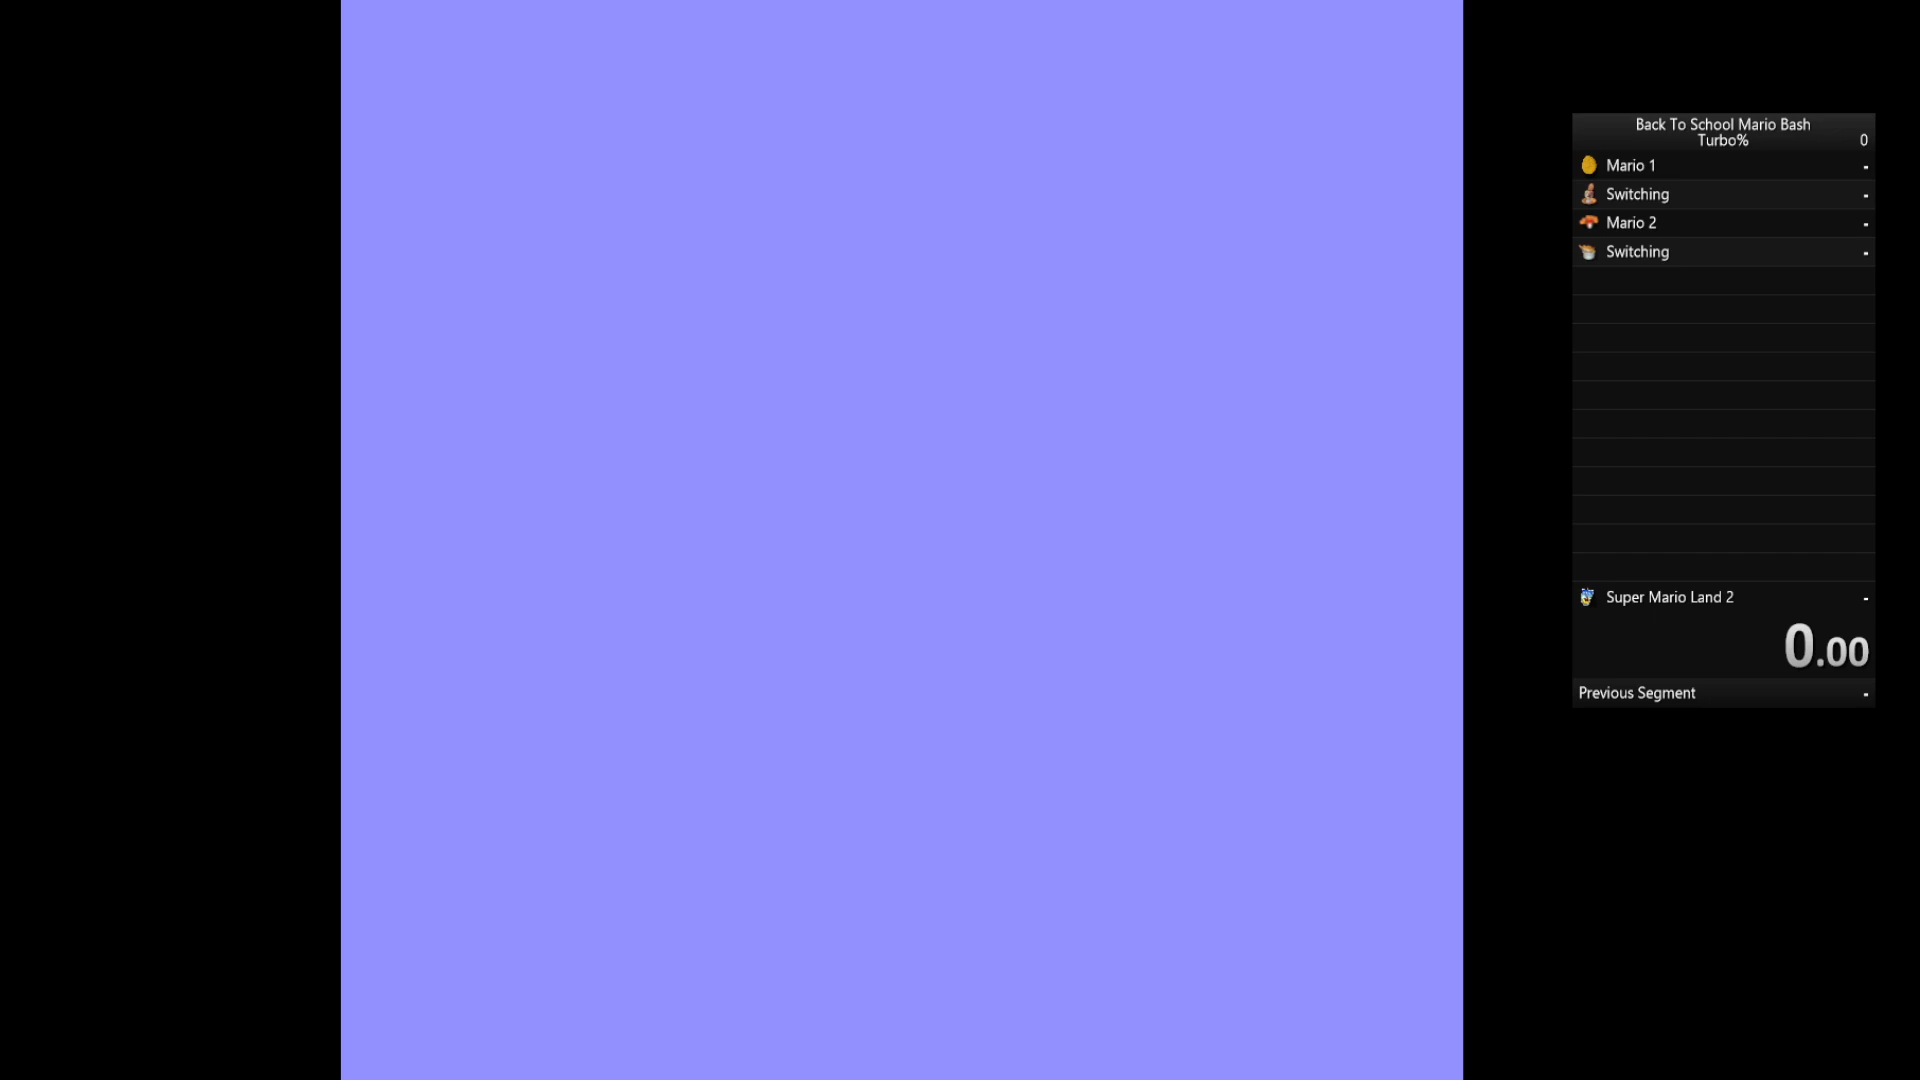 Back To School Mario Bash
Turbo% 0
Mario 1 -
Switching -
Mario 2 -
Switching -
Super Mario Land 2 -
0.00
Previous Segment -